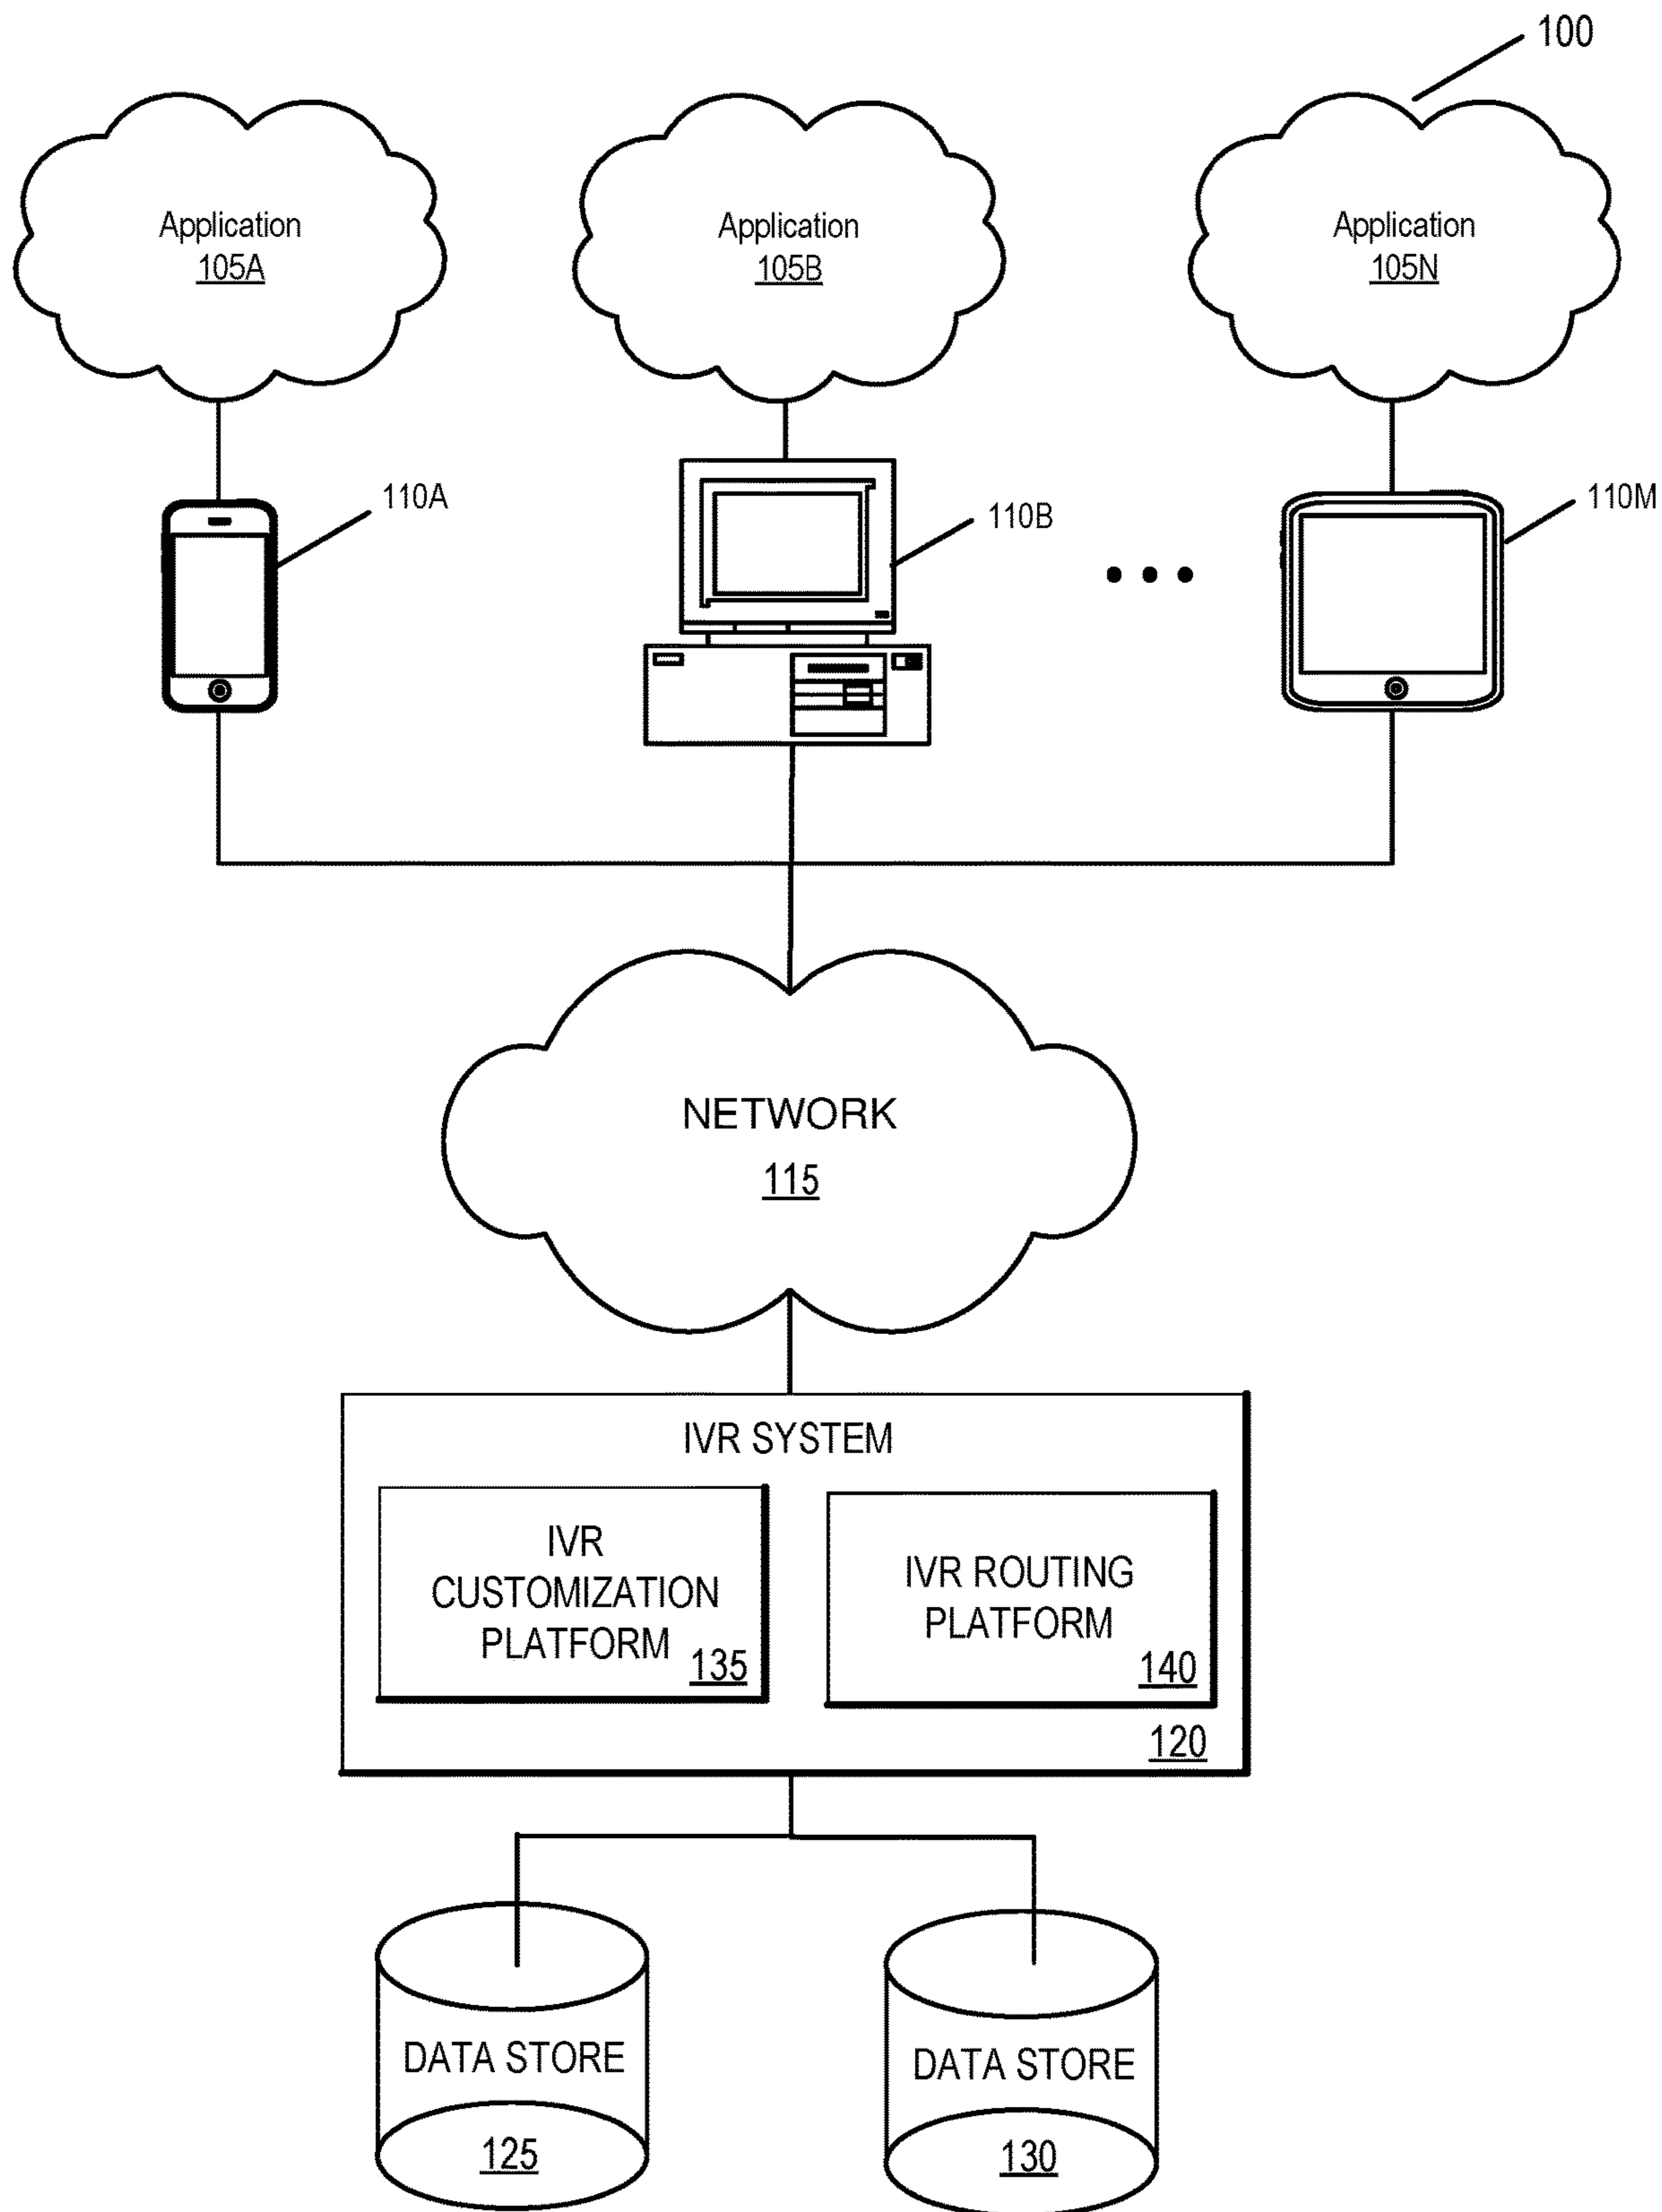 100
Application
105A
Application
105B
Application
105N
110A
110B
110M
NETWORK
115
IVR SYSTEM
IVR
CUSTOMIZATION
PLATFORM
135
IVR ROUTING
PLATFORM
140
120
DATA STORE
125
DATA STORE
130